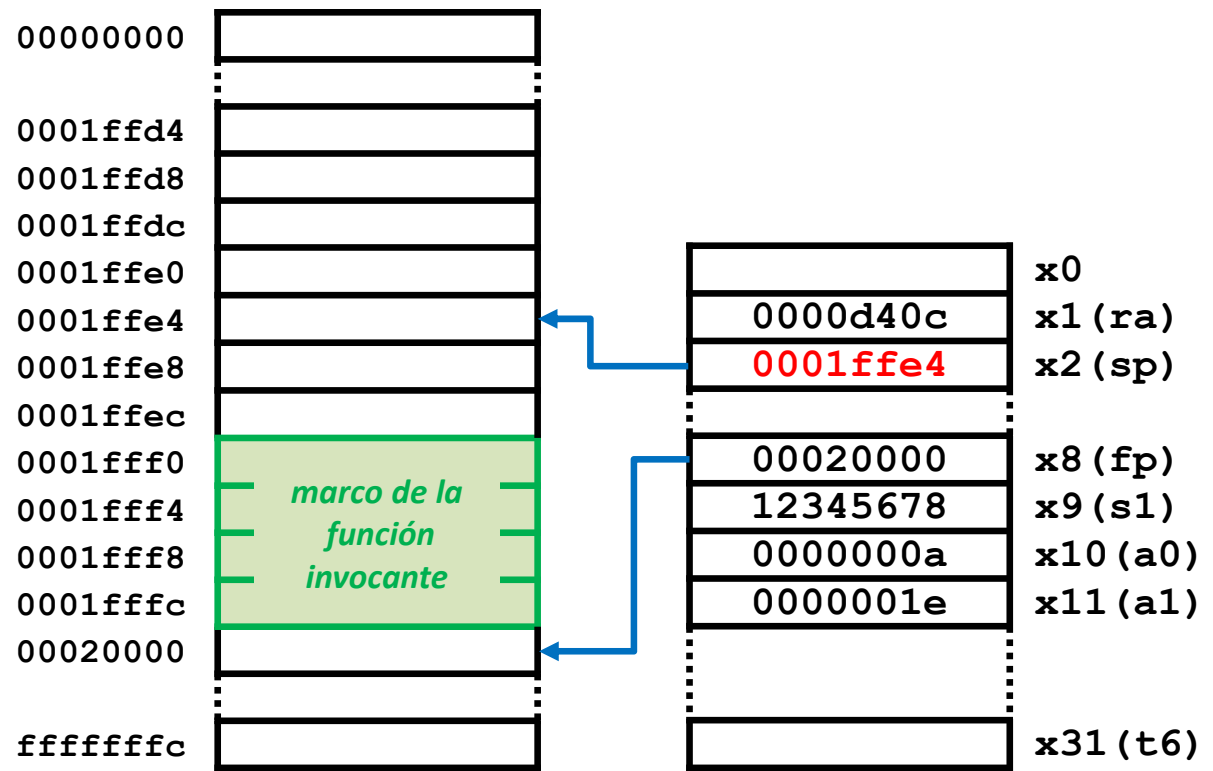 00000000
0001ffd4
0001ffd8
0001ffdc
0001ffe0
0001ffe4
0001ffe8
0001ffec
0001fff0
0001fff4
0001fff8
0001fffc
00020000
fffffffc
marco de la
función
invocante
x0
0000d40c x1(ra)
0001ffe4 x2(sp)
00020000 x8(fp)
12345678 x9(s1)
0000000a x10(a0)
0000001e x11(a1)
x31(t6)